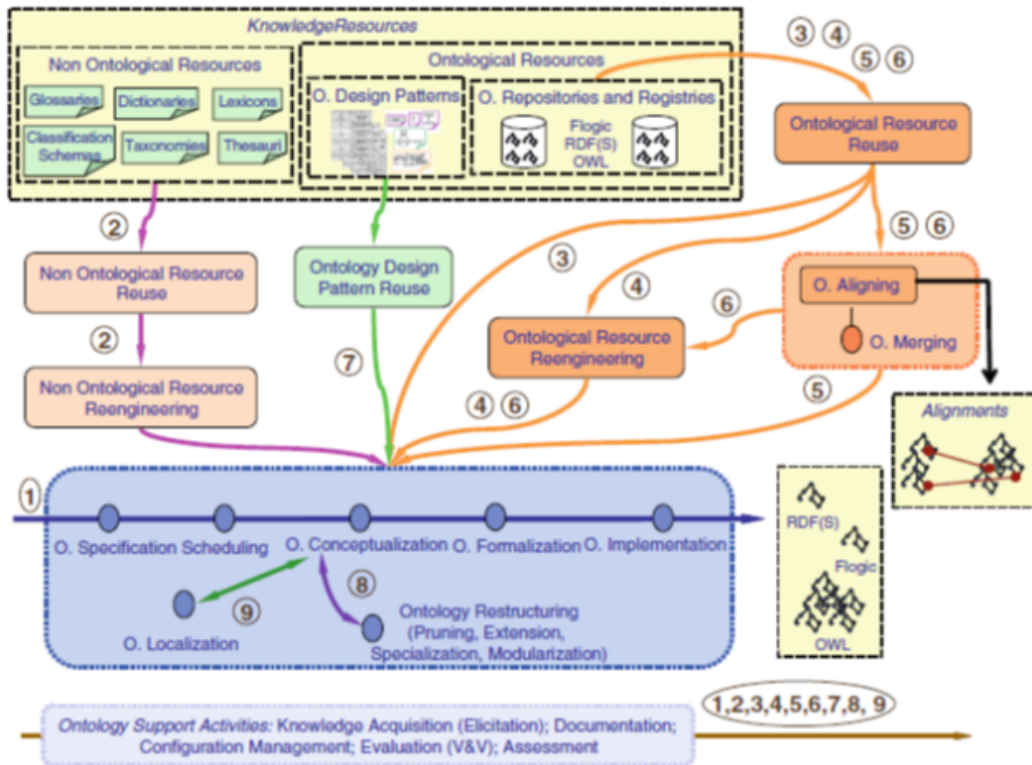 KnowledgeResources
Non Ontological Resources
Glossaries
Dictionaries
Lexicons
Classification
Schemas
Taxonomies
Thesauri
Ontological Resources
O. Design Patterns
O. Repositories and Registries
Flogic
RDF(S)
OWL
3 4
5 6
Ontological Resource
Reuse
2
3
4
5 6
Non Ontological Resource
Reuse
Ontology Design
Pattern Reuse
O. Aligning
O. Merging
6
Ontological Resource
Reengineering
2
7
4 6
5
Non Ontological Resource
Reengineering
Alignments
1
O. Specification
Scheduling
O. Conceptualization
O. Formalization
O. Implementation
9
8
O. Localization
Ontology Restructuring
(Pruning, Extension,
Specialization, Modularization)
RDF(S)
Flogic
OWL
1,2,3,4,5,6,7,8, 9
Ontology Support Activities: Knowledge Acquisition (Elicitation); Documentation;
Configuration Management; Evaluation (V&V); Assessment